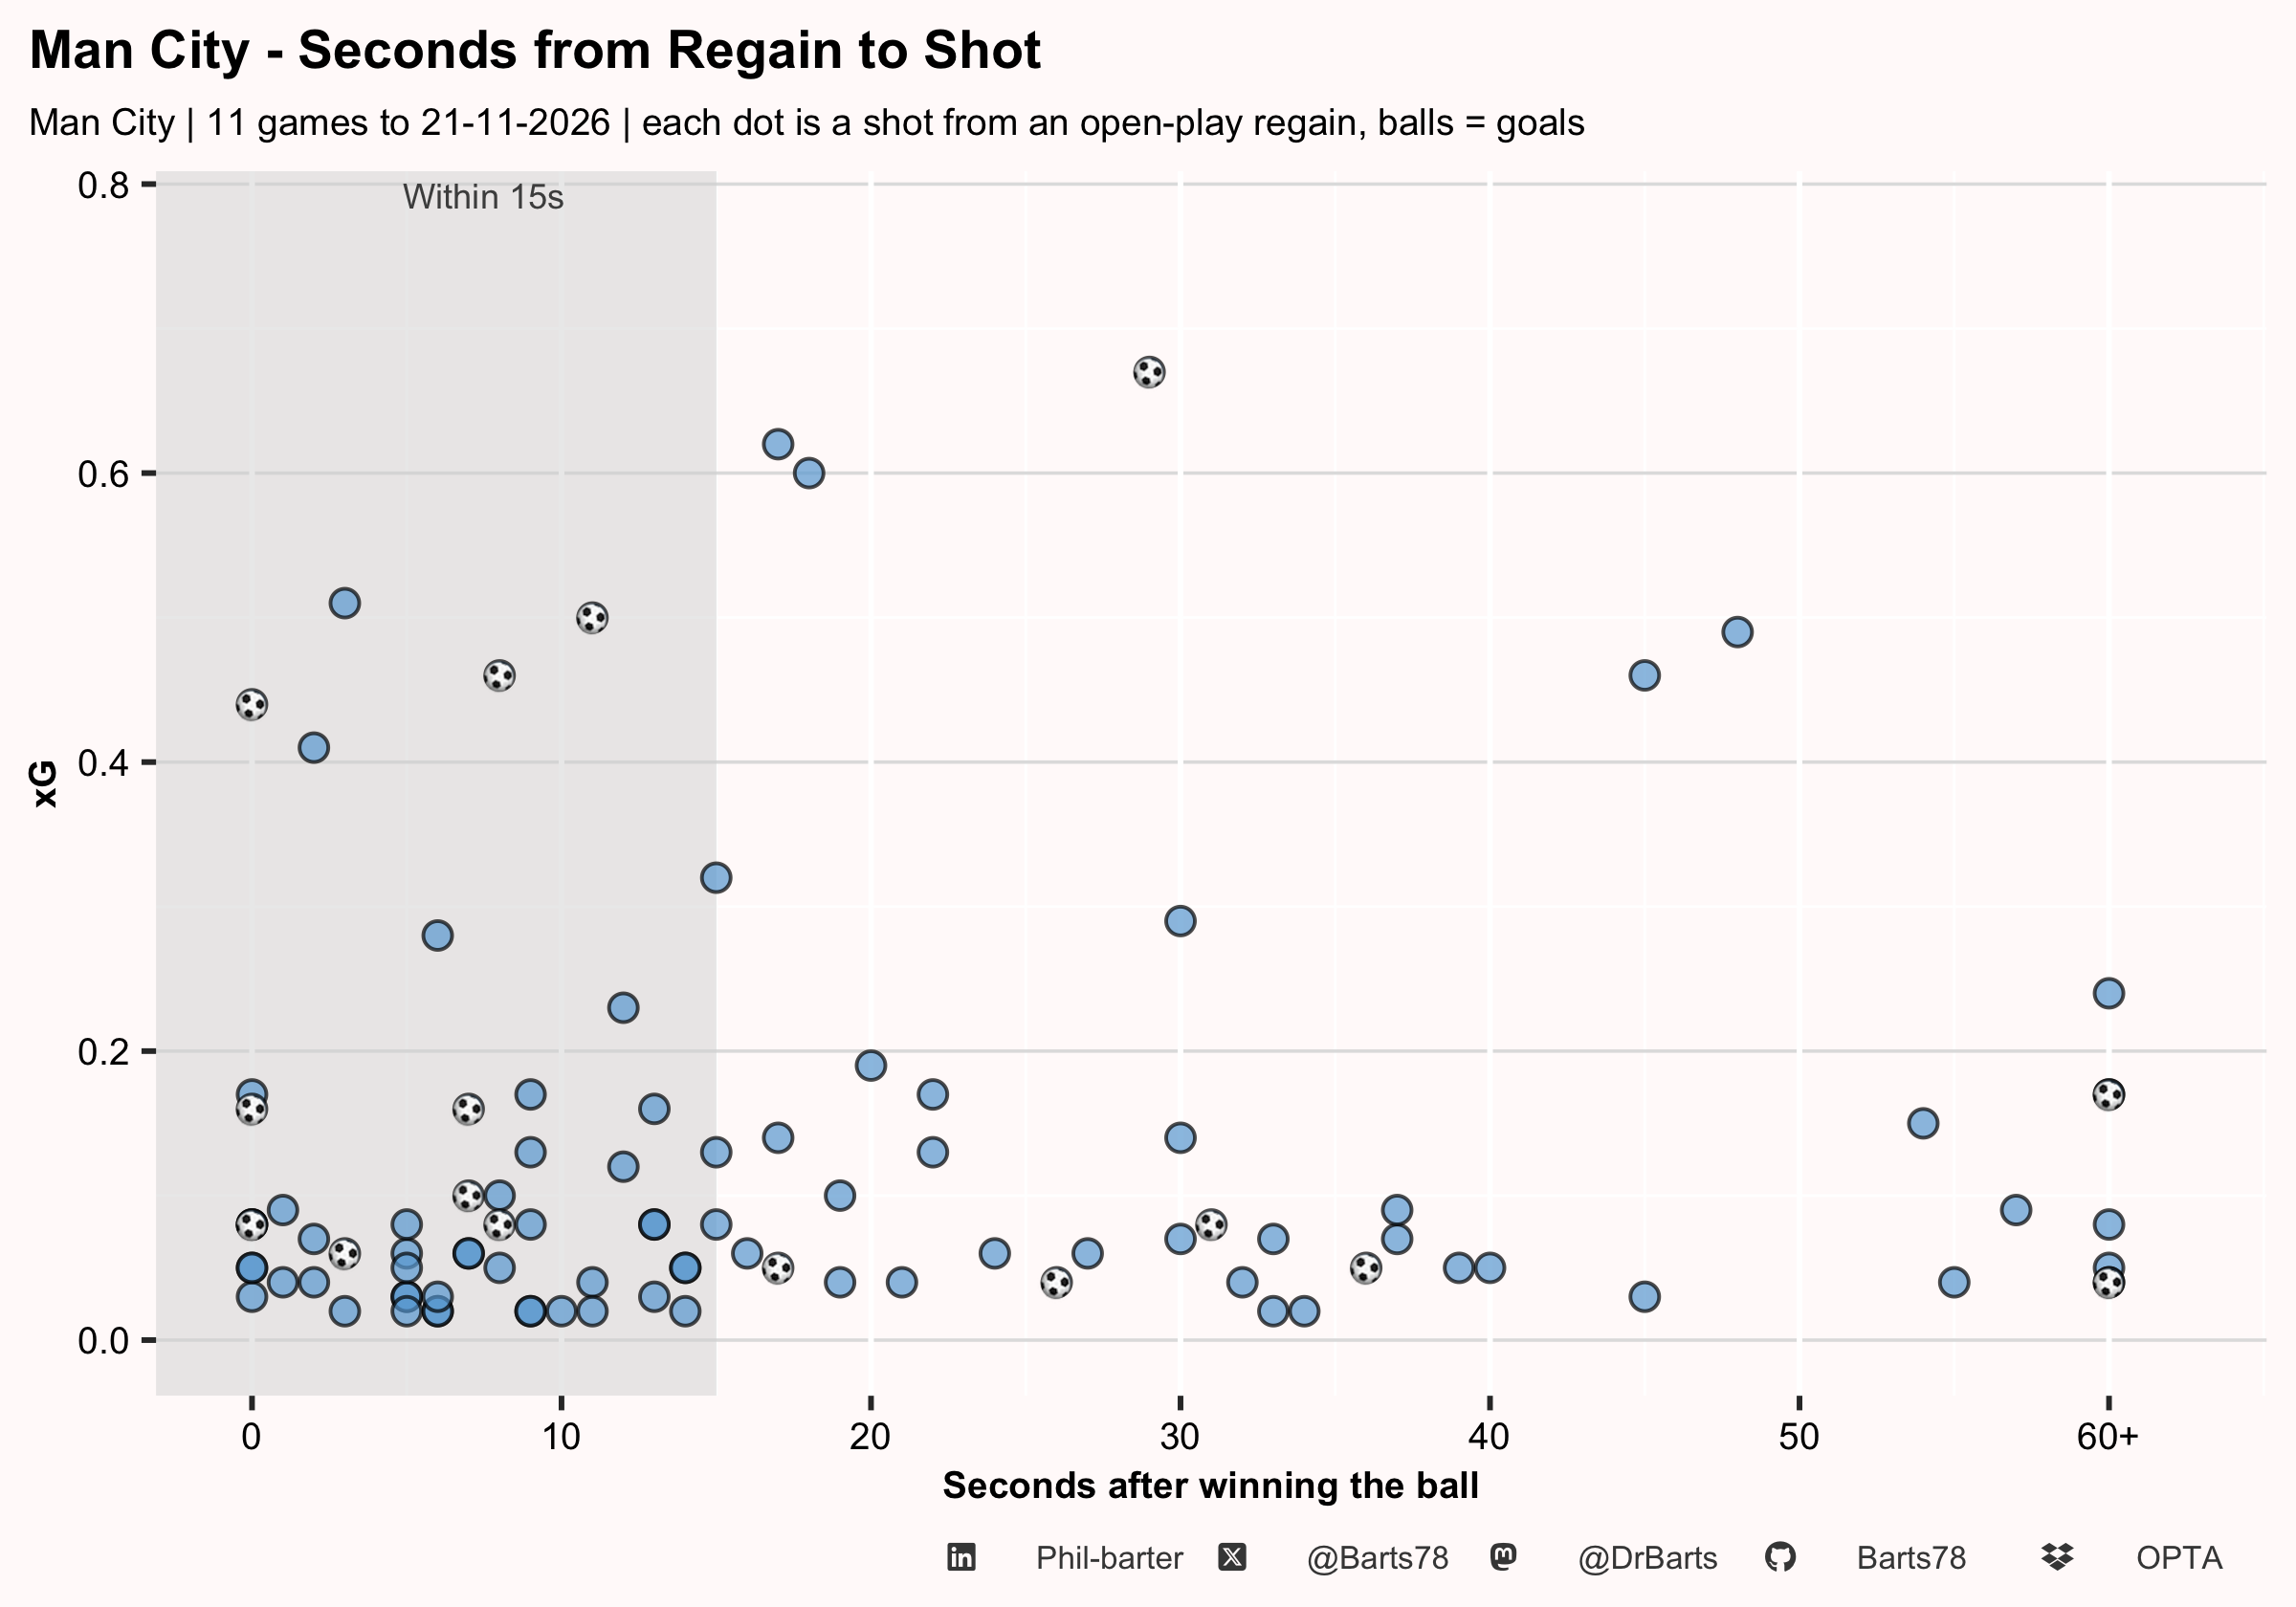 Man City - Seconds from Regain to Shot
Man City | 11 games to 21-11-2026 | each dot is a shot from an open-play regain, balls = goals
Within 15s
0.8
0.6
0.4
0.2
0.0
xG
0 10 20 30 40 50 60+
Seconds after winning the ball
Phil-barter @Barts78 @DrBarts Barts78 OPTA